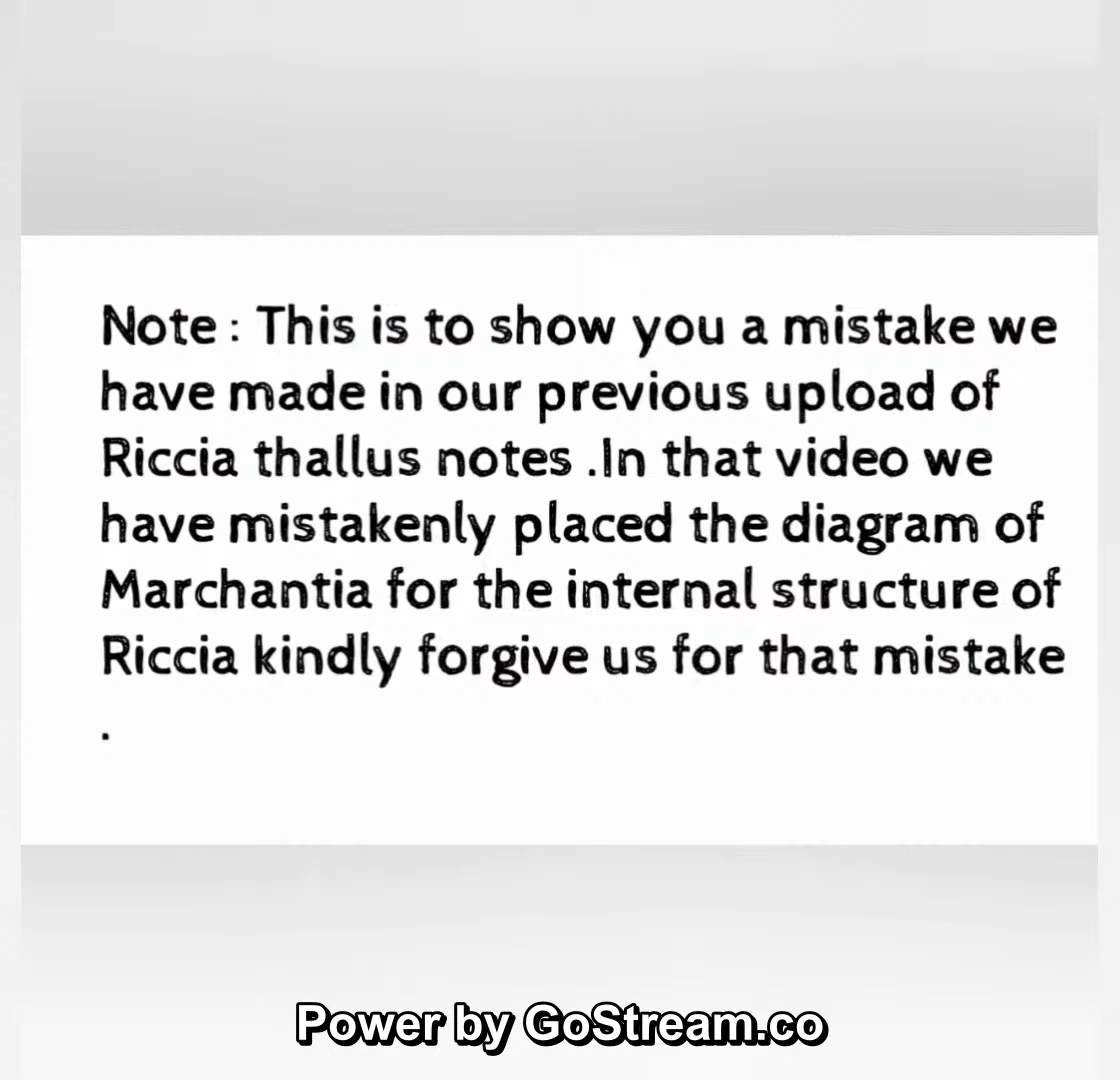 Note : This is to show you a mistake we
have made in our previous upload of
Riccia thallus notes .In that video we
have mistakenly placed the diagram of
Marchantia for the internal structure of
Riccia kindly forgive us for that mistake
.
Power by GoStream.co